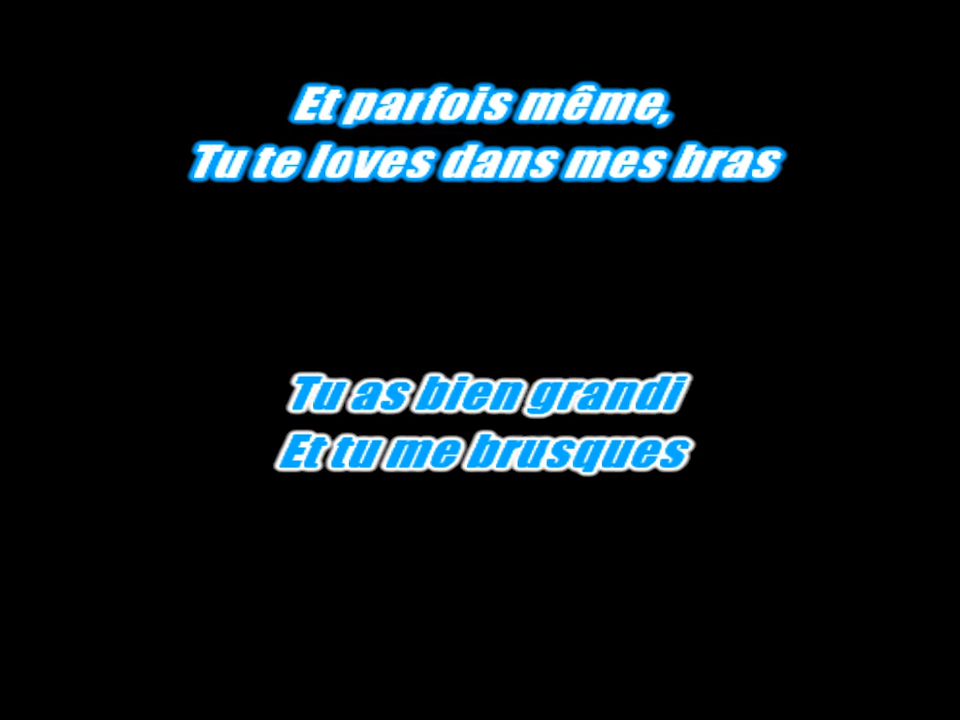 Et parfois même,
Tu te loves dans mes bras
Tu as bien grandi
Et tu me brusques